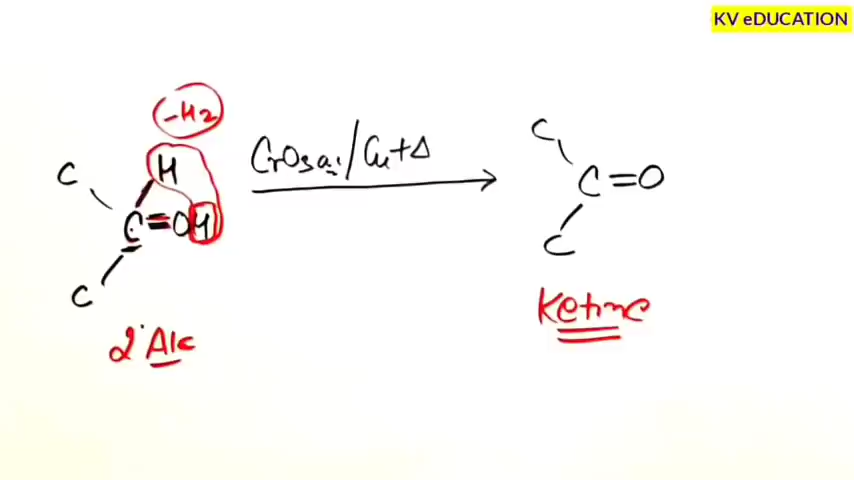 KV eDUCATION
-H2
C H
C=OH
C
2° Alc
CrO3 aq/Cu+Δ
C
C=O
C
Ketone